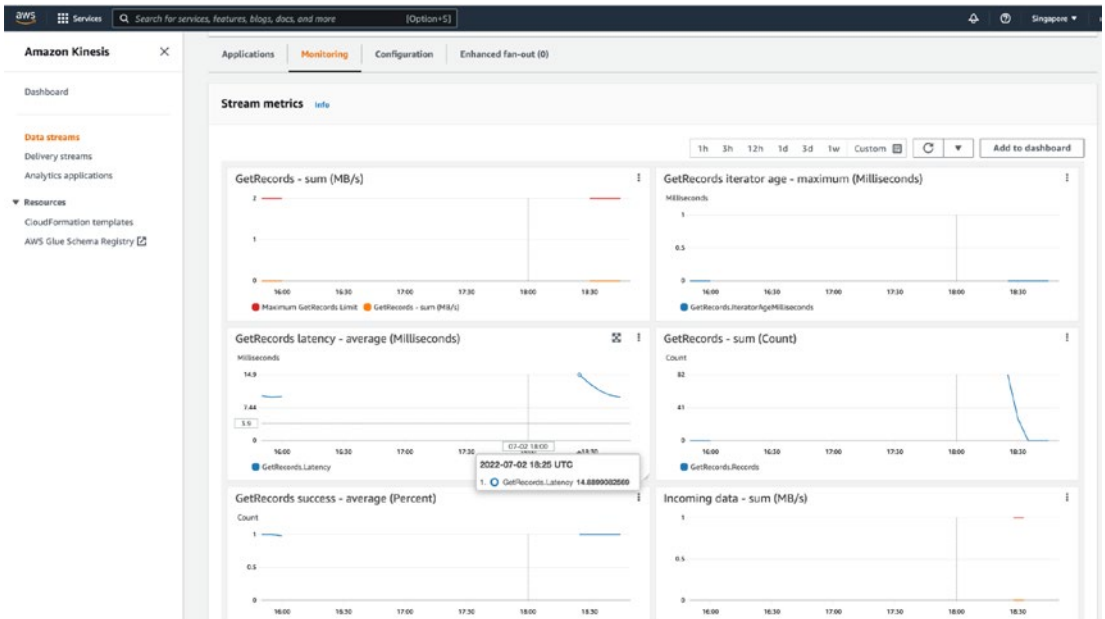 aws Services Search for services, features, blogs, docs, and more [Option+S] Singapore
Amazon Kinesis
Dashboard
Data streams
Delivery streams
Analytics applications
Resources
CloudFormation templates
AWS Glue Schema Registry
Applications Monitoring Configuration Enhanced fan-out (0)
Stream metrics Info
1h 3h 12h 1d 3d 1w Custom Add to dashboard
GetRecords - sum (MB/s)
2
1
0
16:00 16:30 17:00 17:30 18:00 18:30
Maximum GetRecords Limit GetRecords - sum (MB/s)
GetRecords iterator age - maximum (Milliseconds)
Milliseconds
1
0.5
0
16:00 16:30 17:00 17:30 18:00 18:30
GetRecords.IteratorAgeMilliseconds
GetRecords latency - average (Milliseconds)
Milliseconds
14.9
7.44
3.9
0
16:00 16:30 17:00 17:30 18:30
07-02 18:00
GetRecords.Latency
2022-07-02 18:25 UTC
1. GetRecords.Latency
GetRecords - sum (Count)
Count
82
41
0
16:00 16:30 17:00 17:30 18:00 18:30
GetRecords.Records
GetRecords success - average (Percent)
Count
1
0.5
0
16:00 16:30 17:00 17:30 18:00 18:30
Incoming data - sum (MB/s)
1
0.5
0
16:00 16:30 17:00 17:30 18:00 18:30